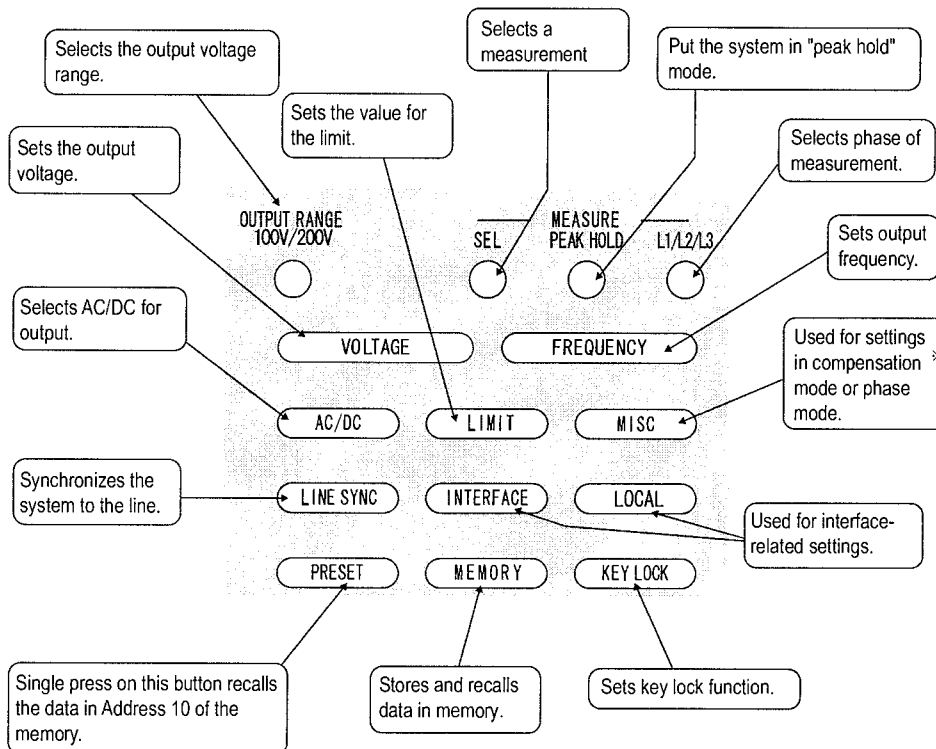 Selects the output voltage
range.
Selects a
measurement
Put the system in "peak hold"
mode.
Sets the value for
the limit.
Sets the output
voltage.
Selects phase of
measurement.
OUTPUT RANGE
100V/200V
MEASURE
SEL
PEAK HOLD
L1/L2/L3
Sets output
frequency.
Selects AC/DC for
output.
VOLTAGE
FREQUENCY
Used for settings
in compensation
mode or phase
mode.
※
AC/DC
LIMIT
MISC
Synchronizes the
system to the line.
LINE SYNC
INTERFACE
LOCAL
Used for interface-
related settings.
PRESET
MEMORY
KEY LOCK
Single press on this button recalls
the data in Address 10 of the
memory.
Stores and recalls
data in memory.
Sets key lock function.